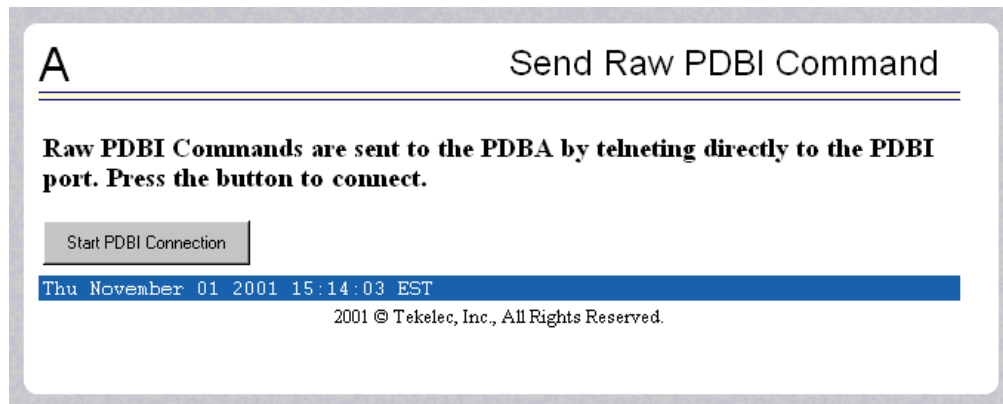 A
Send Raw PDBI Command
Raw PDBI Commands are sent to the PDBA by telneting directly to the PDBI
port. Press the button to connect.
Start PDBI Connection
Thu November 01 2001 15:14:03 EST
2001 © Tekelec, Inc., All Rights Reserved.